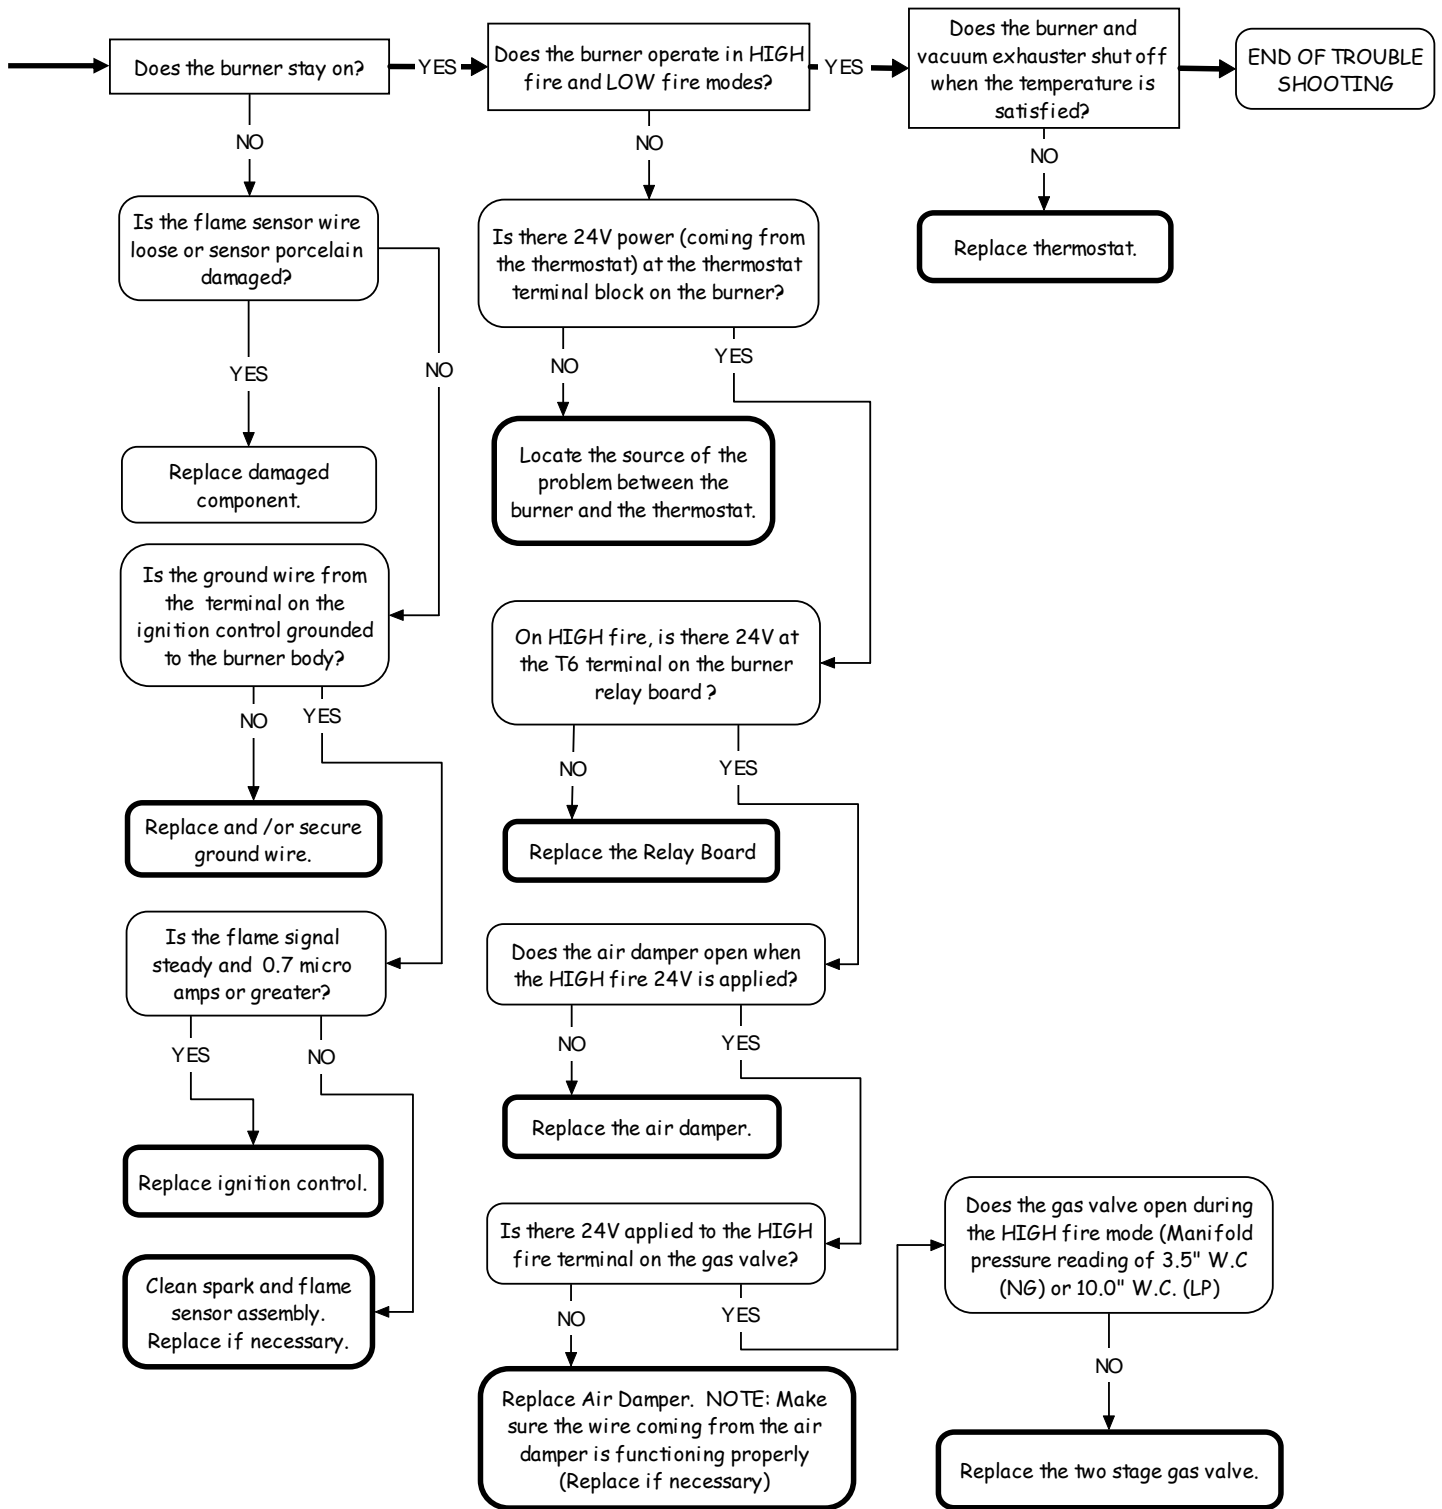 Does the burner stay on?
YES
Does the burner operate in HIGH
fire and LOW fire modes?
YES
Does the burner and
vacuum exhauster shut off
when the temperature is
satisfied?
END OF TROUBLE
SHOOTING
NO
Is the flame sensor wire
loose or sensor porcelain
damaged?
YES
NO
Replace damaged
component.
Is the ground wire from
the terminal on the
ignition control grounded
to the burner body?
NO
YES
Replace and /or secure
ground wire.
Is the flame signal
steady and 0.7 micro
amps or greater?
YES
NO
Replace ignition control.
Clean spark and flame
sensor assembly.
Replace if necessary.
NO
Is there 24V power (coming from
the thermostat) at the thermostat
terminal block on the burner?
NO
YES
Locate the source of the
problem between the
burner and the thermostat.
On HIGH fire, is there 24V at
the T6 terminal on the burner
relay board ?
NO
YES
Replace the Relay Board
Does the air damper open when
the HIGH fire 24V is applied?
NO
YES
Replace the air damper.
Is there 24V applied to the HIGH
fire terminal on the gas valve?
NO
YES
Replace Air Damper. NOTE: Make
sure the wire coming from the air
damper is functioning properly
(Replace if necessary)
NO
Replace thermostat.
Does the gas valve open during
the HIGH fire mode (Manifold
pressure reading of 3.5" W.C
(NG) or 10.0" W.C. (LP)
NO
Replace the two stage gas valve.